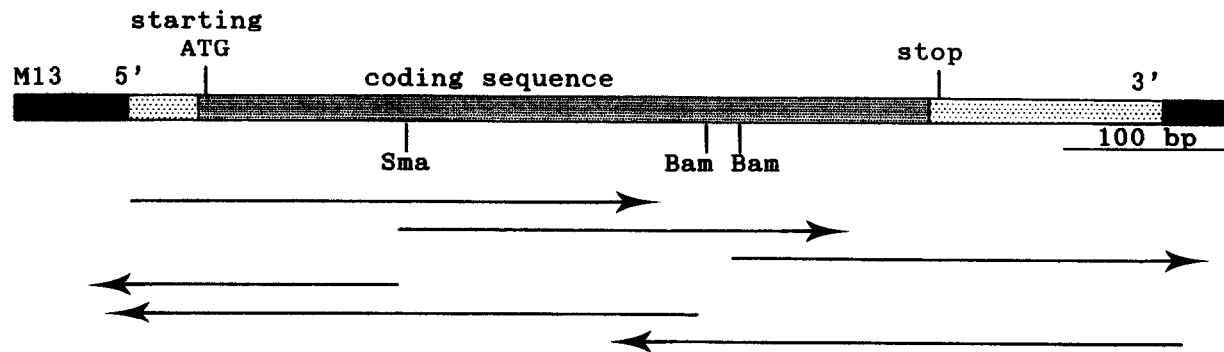 starting
ATG
stop
M13 5' coding sequence 3'
100 bp
Sma Bam Bam